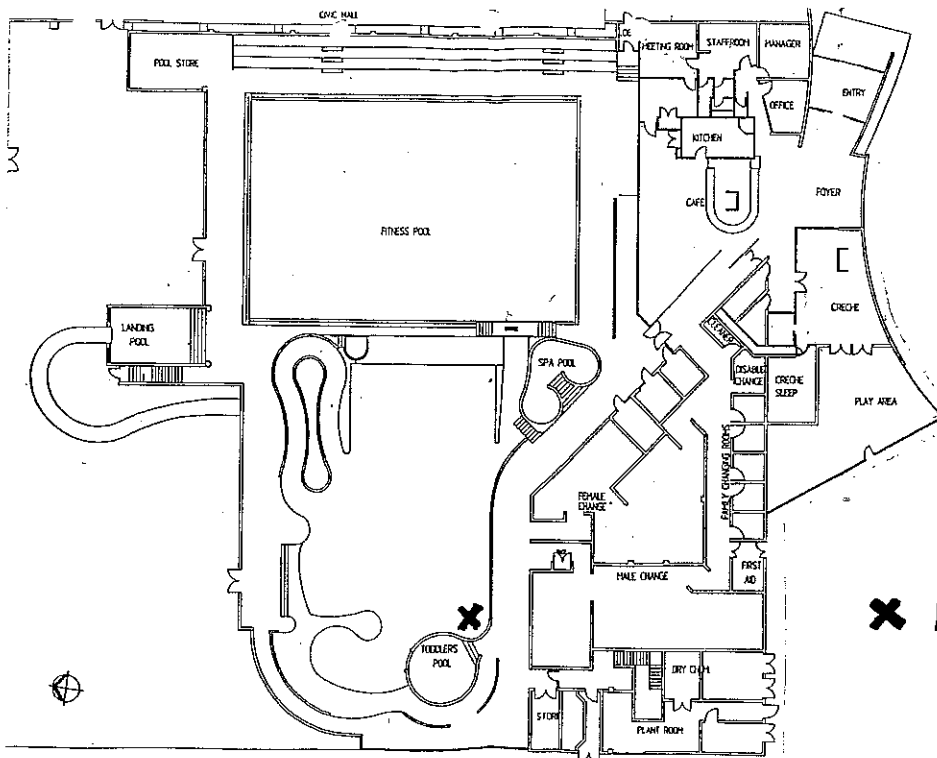 CIVIC HALL
POOL STORE
MEETING ROOM
STAFFROOM
MANAGER
OFFICE
ENTRY
KITCHEN
CAFE
FOYER
FITNESS POOL
CRECHE
LANDING
POOL
SPA POOL
CLEANER
DISABLE
CHANGE
CRECHE
SLEEP
PLAY AREA
FAMILY CHANGING ROOMS
FEMALE
CHANGE
MALE CHANGE
FIRST
AID
TODDLERS
POOL
DRY CHEM.
STORE
PLANT ROOM